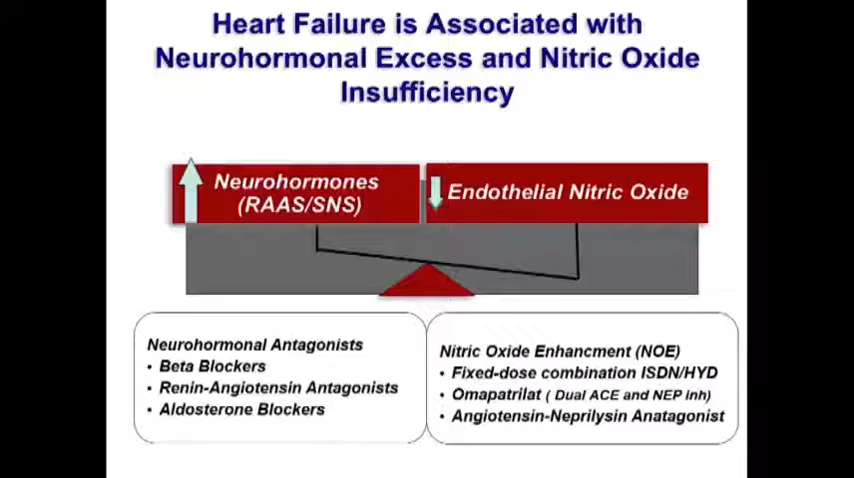 Heart Failure is Associated with
Neurohormonal Excess and Nitric Oxide
Insufficiency
Neurohormones
(RAAS/SNS)
Endothelial Nitric Oxide
Neurohormonal Antagonists
• Beta Blockers
• Renin-Angiotensin Antagonists
• Aldosterone Blockers
Nitric Oxide Enhancment (NOE)
• Fixed-dose combination ISDN/HYD
• Omapatrilat ( Dual ACE and NEP inh)
• Angiotensin-Neprilysin Anatagonist